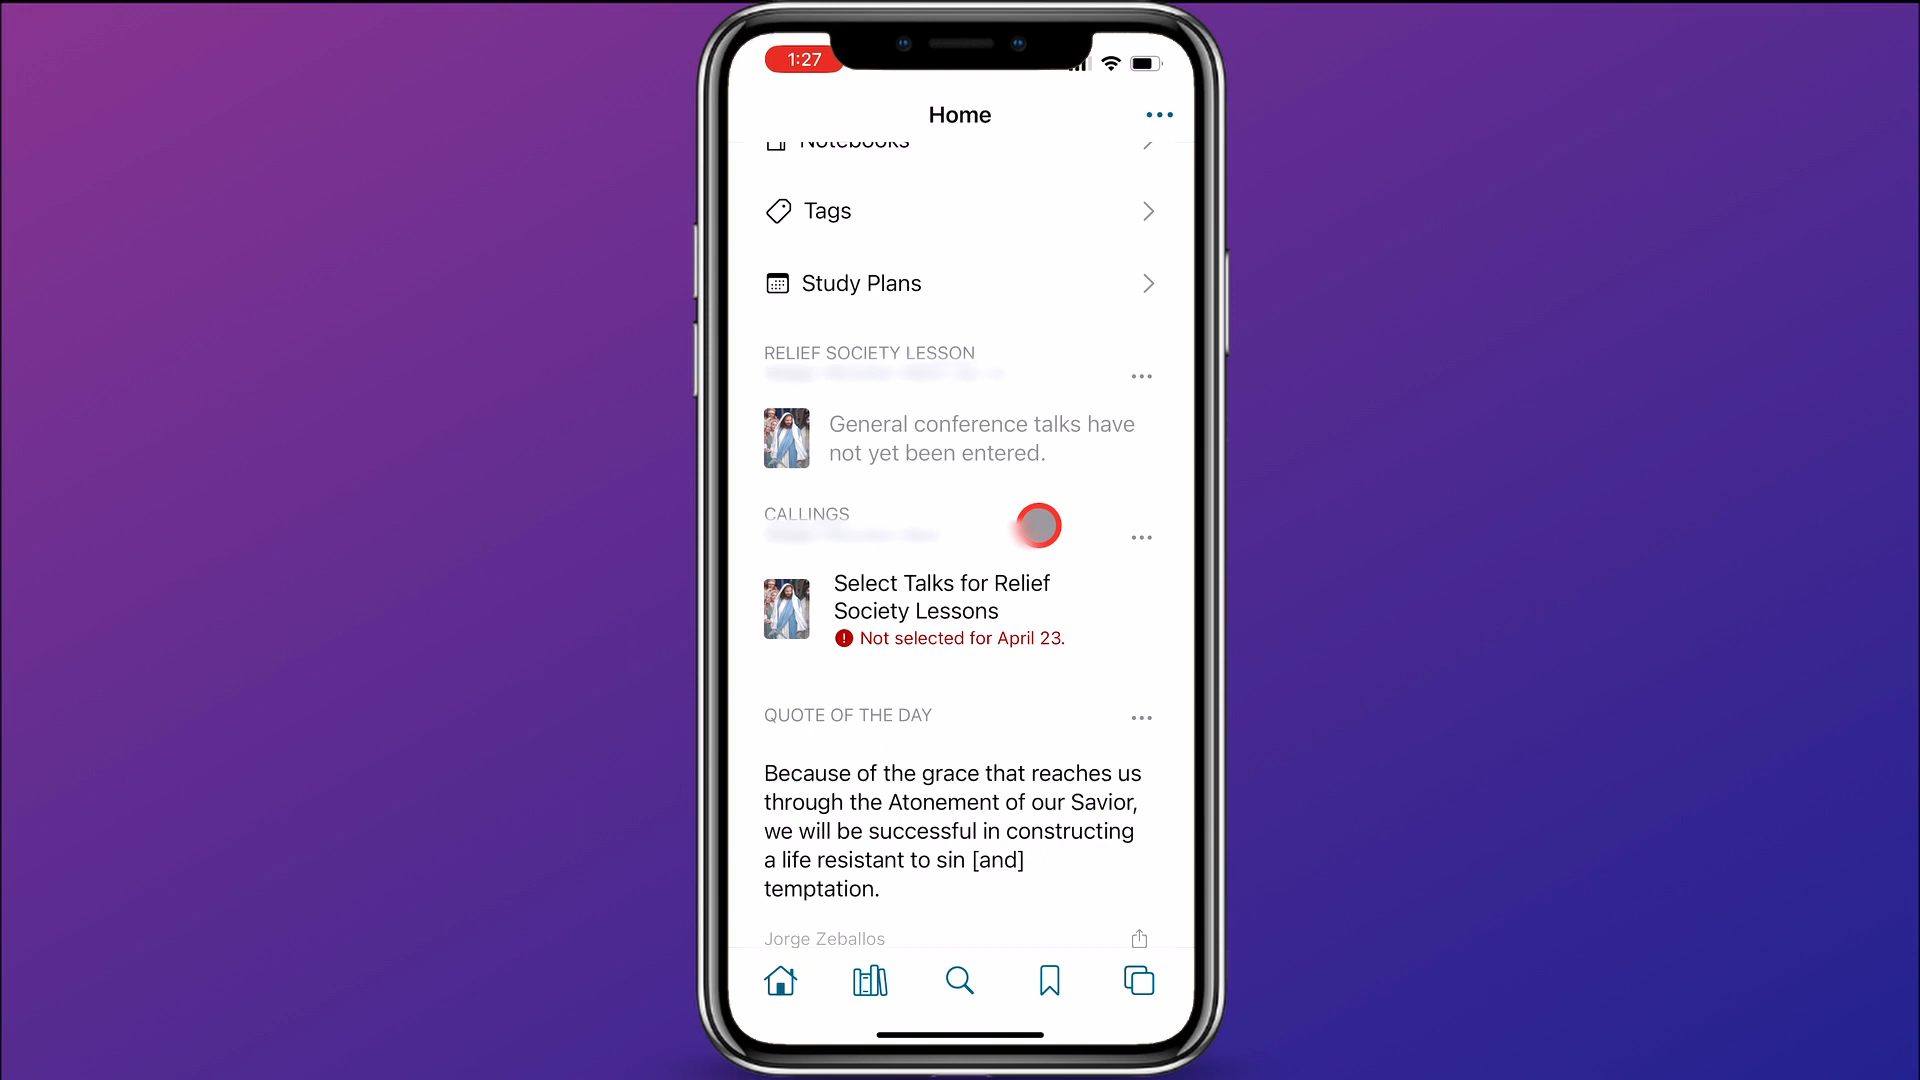 1:27
Home
Notebooks
Tags
Study Plans
RELIEF SOCIETY LESSON
General conference talks have
not yet been entered.
CALLINGS
Select Talks for Relief
Society Lessons
Not selected for April 23.
QUOTE OF THE DAY
Because of the grace that reaches us
through the Atonement of our Savior,
we will be successful in constructing
a life resistant to sin [and]
temptation.
Jorge Zeballos